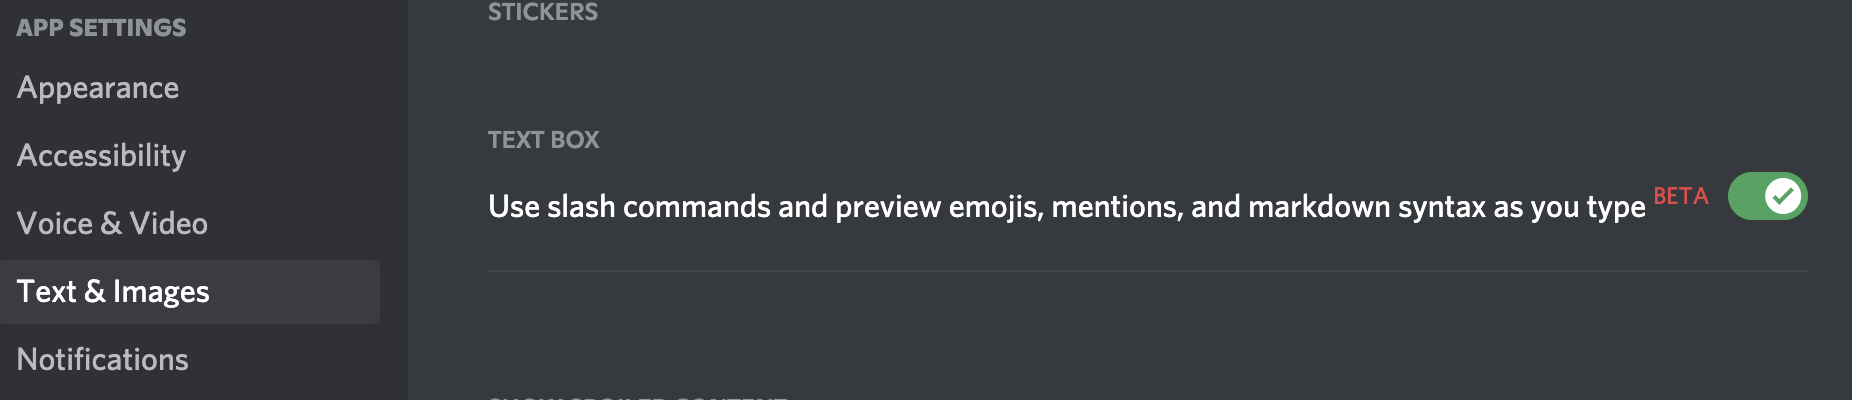 APP SETTINGS
Appearance
Accessibility
Voice & Video
Text & Images
Notifications
STICKERS
TEXT BOX
Use slash commands and preview emojis, mentions, and markdown syntax as you type BETA